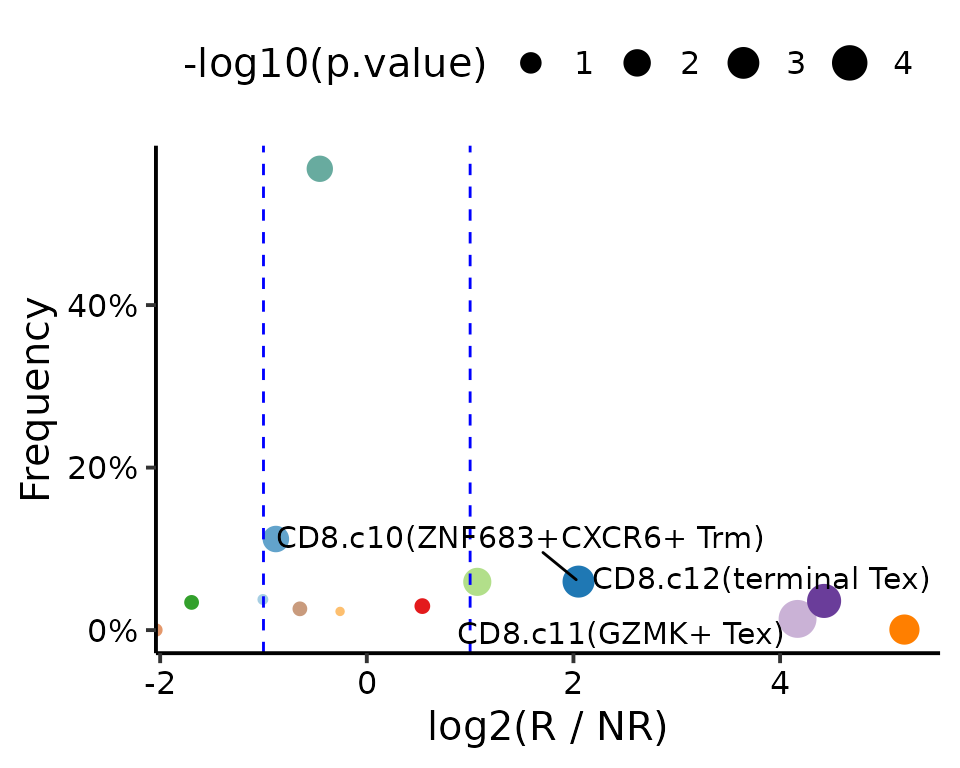 -log10(p.value) 1 2 3 4
Frequency
40%
20%
0%
CD8.c10(ZNF683+CXCR6+ Trm)
CD8.c12(terminal Tex)
CD8.c11(GZMK+ Tex)
-2 0 2 4
log2(R / NR)